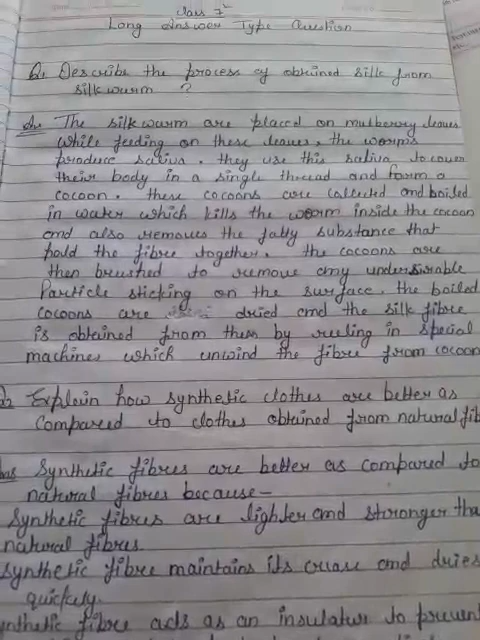 Class 7
Long Answer Type Question
Q1 Describe the process of obtained silk from
silkwurm ?
Ans The silkwurm are placed on mulberry leaves
while feeding on these leaves, the worms
produce saliva. they use this saliva to cover
their body in a single thread and form a
cocoon. these cocoons are collected and boiled
in water which kills the worm inside the cocoon
and also removes the fatty substance that
hold the fibre together. the cocoons are
then brushed to remove any undersirable
Particle sticking on the surface. the boiled
cocoons are dried and the silk fibre
is obtained from them by reeling in special
machines which unwind the fibre from cocoon
Q2 Explain how synthetic clothes are better as
compared to clothes obtained from natural fib
Ans Synthetic fibres are better as compared to
natural fibres because-
Synthetic fibres are lighter and stronger tha
natural fibres.
Synthetic fibre maintains its crease and dries
quickely.
nthetic fibre acts as an insulater to prevent